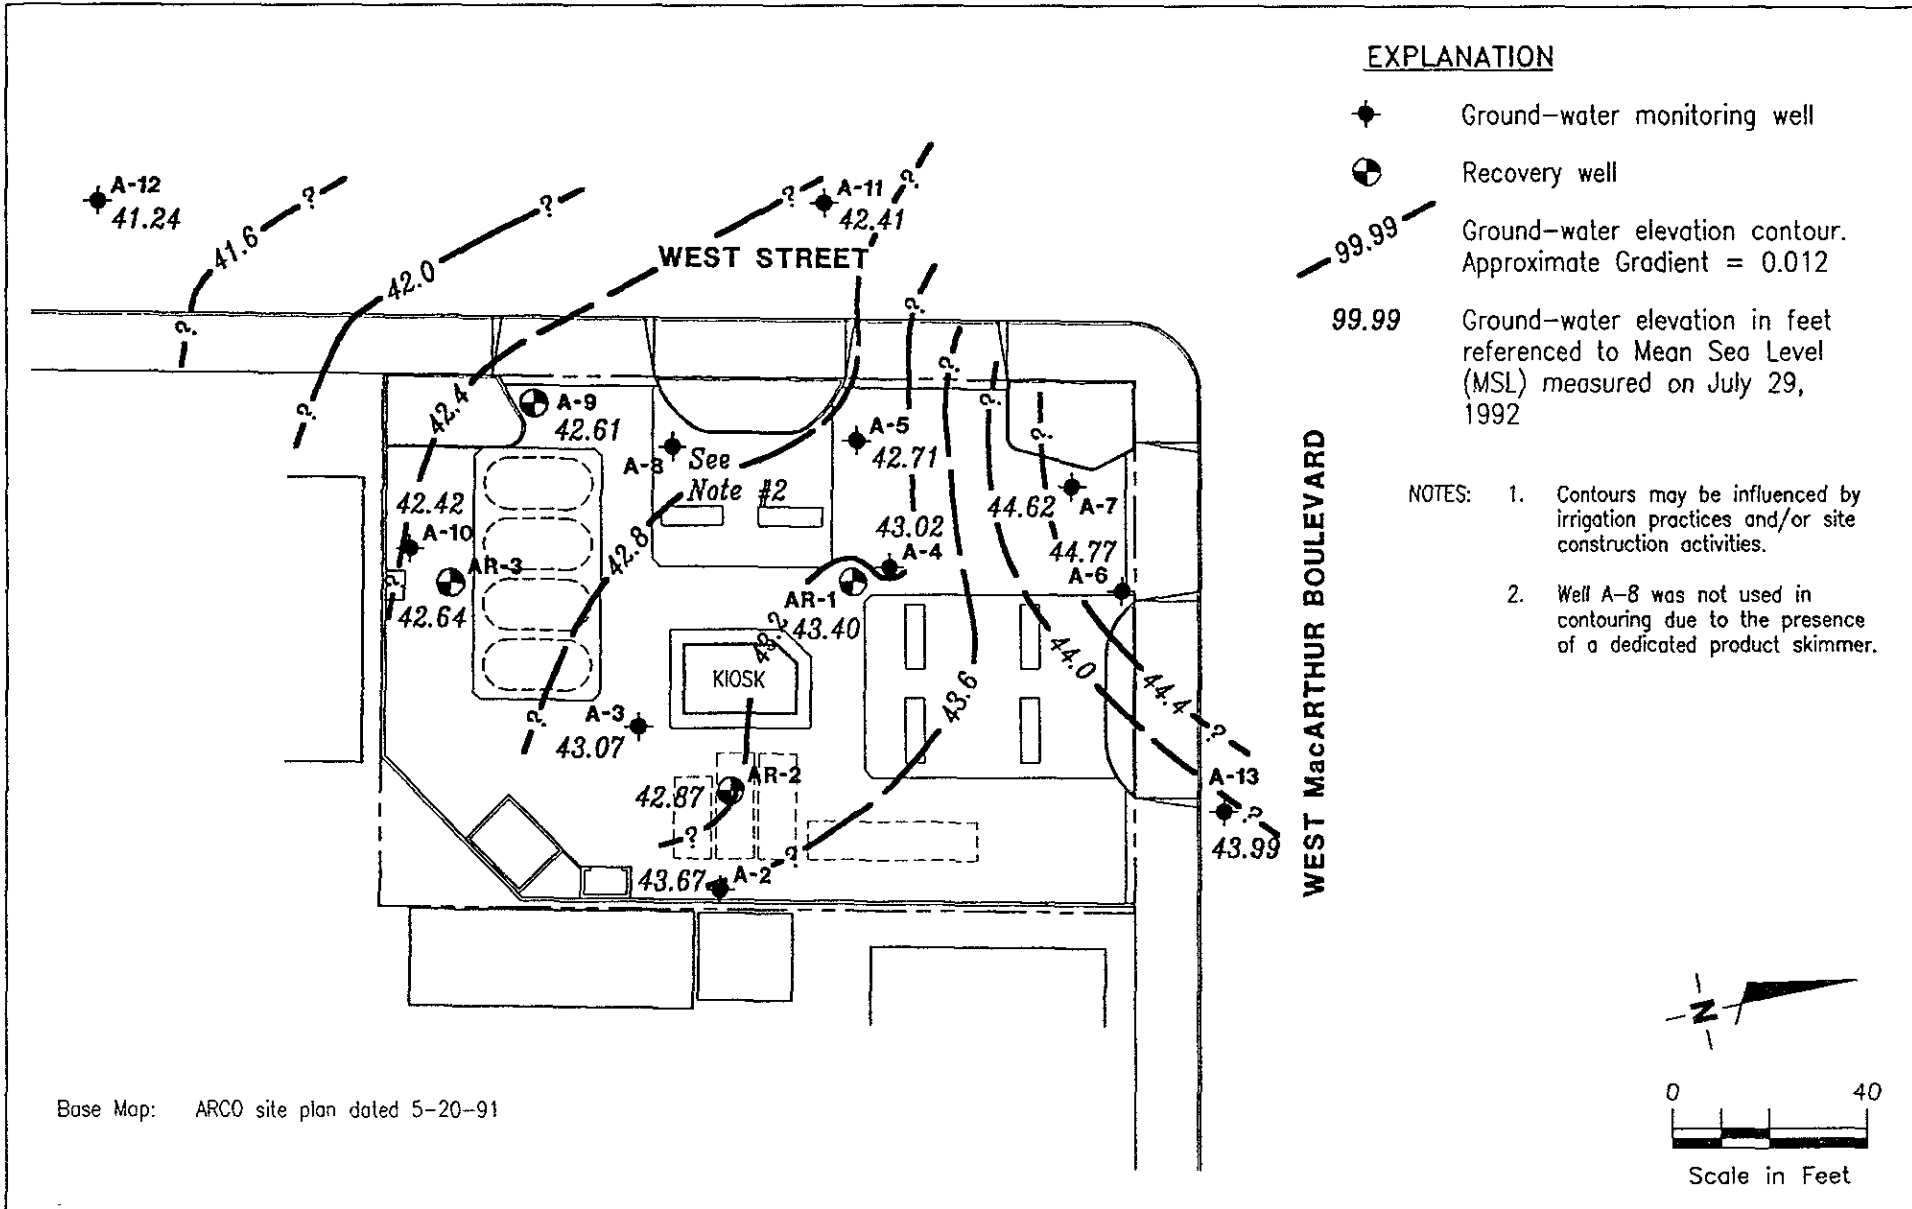 EXPLANATION
Ground-water monitoring well
Recovery well
99.99
Ground-water elevation contour.
Approximate Gradient = 0.012
99.99
Ground-water elevation in feet
referenced to Mean Sea Level
(MSL) measured on July 29,
1992
NOTES: 1. Contours may be influenced by
irrigation practices and/or site
construction activities.
2. Well A-8 was not used in
contouring due to the presence
of a dedicated product skimmer.
A-12
41.24
41.6
?
?
42.0
?
?
?
A-11
42.41
?
WEST STREET
?
42.4
A-9
42.61
A-8
See
Note #2
A-5
42.71
?
?
?
44.62
A-7
42.42
A-10
AR-3
42.64
?
42.8
43.02
A-4
44.77
A-6
AR-1
43.40
43.2
KIOSK
43.6
44.0
44.4
?
?
A-3
43.07
AR-2
42.87
?
?
?
43.67
A-2
A-13
43.99
WEST MacARTHUR BOULEVARD
N
0 40
Scale in Feet
Base Map: ARCO site plan dated 5-20-91